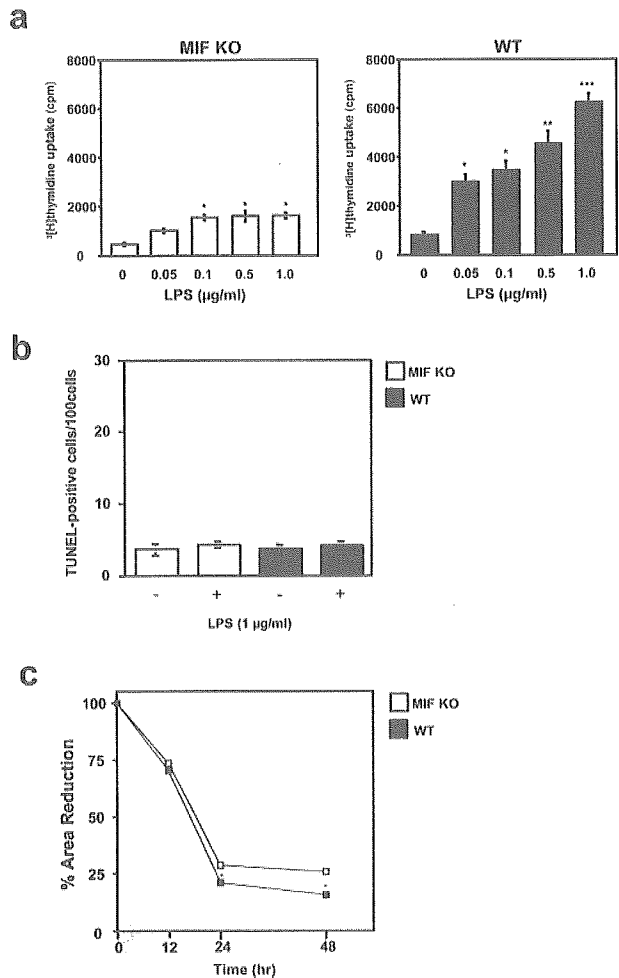 a
MIF KO
WT
³[H]thymidine uptake (cpm)
8000
6000
4000
2000
0
* * *
0 0.05 0.1 0.5 1.0
LPS (µg/ml)
³[H]thymidine uptake (cpm)
8000
6000
4000
2000
0
* * ** ***
0 0.05 0.1 0.5 1.0
LPS (µg/ml)
b
TUNEL-positive cells/100cells
30
20
10
0
- + - +
LPS (1 µg/ml)
MIF KO
WT
c
% Area Reduction
100
75
50
25
0
* *
0 12 24 48
Time (hr)
MIF KO
WT